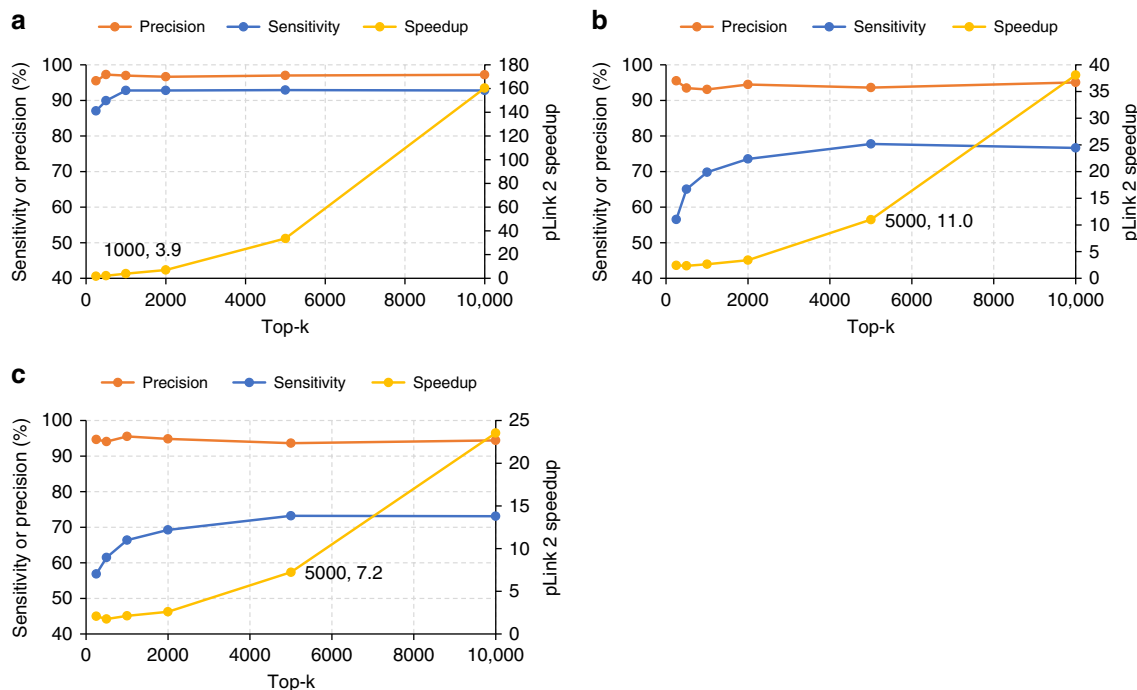 a
Precision Sensitivity Speedup
Sensitivity or precision (%)
100
90
80
70
60
50
40
180
160
140
120
100
80
60
40
20
0
pLink 2 speedup
1000, 3.9
0 2000 4000 6000 8000 10,000
Top-k
b
Precision Sensitivity Speedup
Sensitivity or precision (%)
100
90
80
70
60
50
40
40
35
30
25
20
15
10
5
0
pLink 2 speedup
5000, 11.0
0 2000 4000 6000 8000 10,000
Top-k
c
Precision Sensitivity Speedup
Sensitivity or precision (%)
100
90
80
70
60
50
40
25
20
15
10
5
0
pLink 2 speedup
5000, 7.2
0 2000 4000 6000 8000 10,000
Top-k